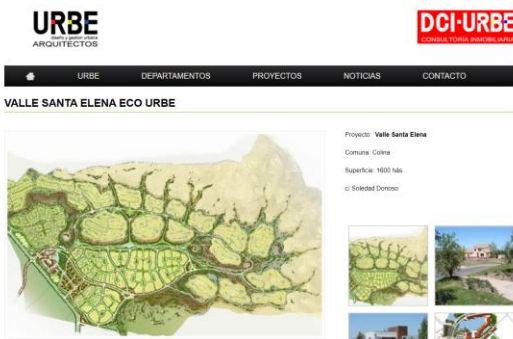 URBE
diseño y gestion urbana
ARQUITECTOS
DCI-URBE
CONSULTORÍA INMOBILIARIA
URBE
DEPARTAMENTOS
PROYECTOS
NOTICIAS
CONTACTO
VALLE SANTA ELENA ECO URBE
Proyecto: Valle Santa Elena
Comuna: Colina
Superficie: 1600 hás
c/ Soledad Donoso